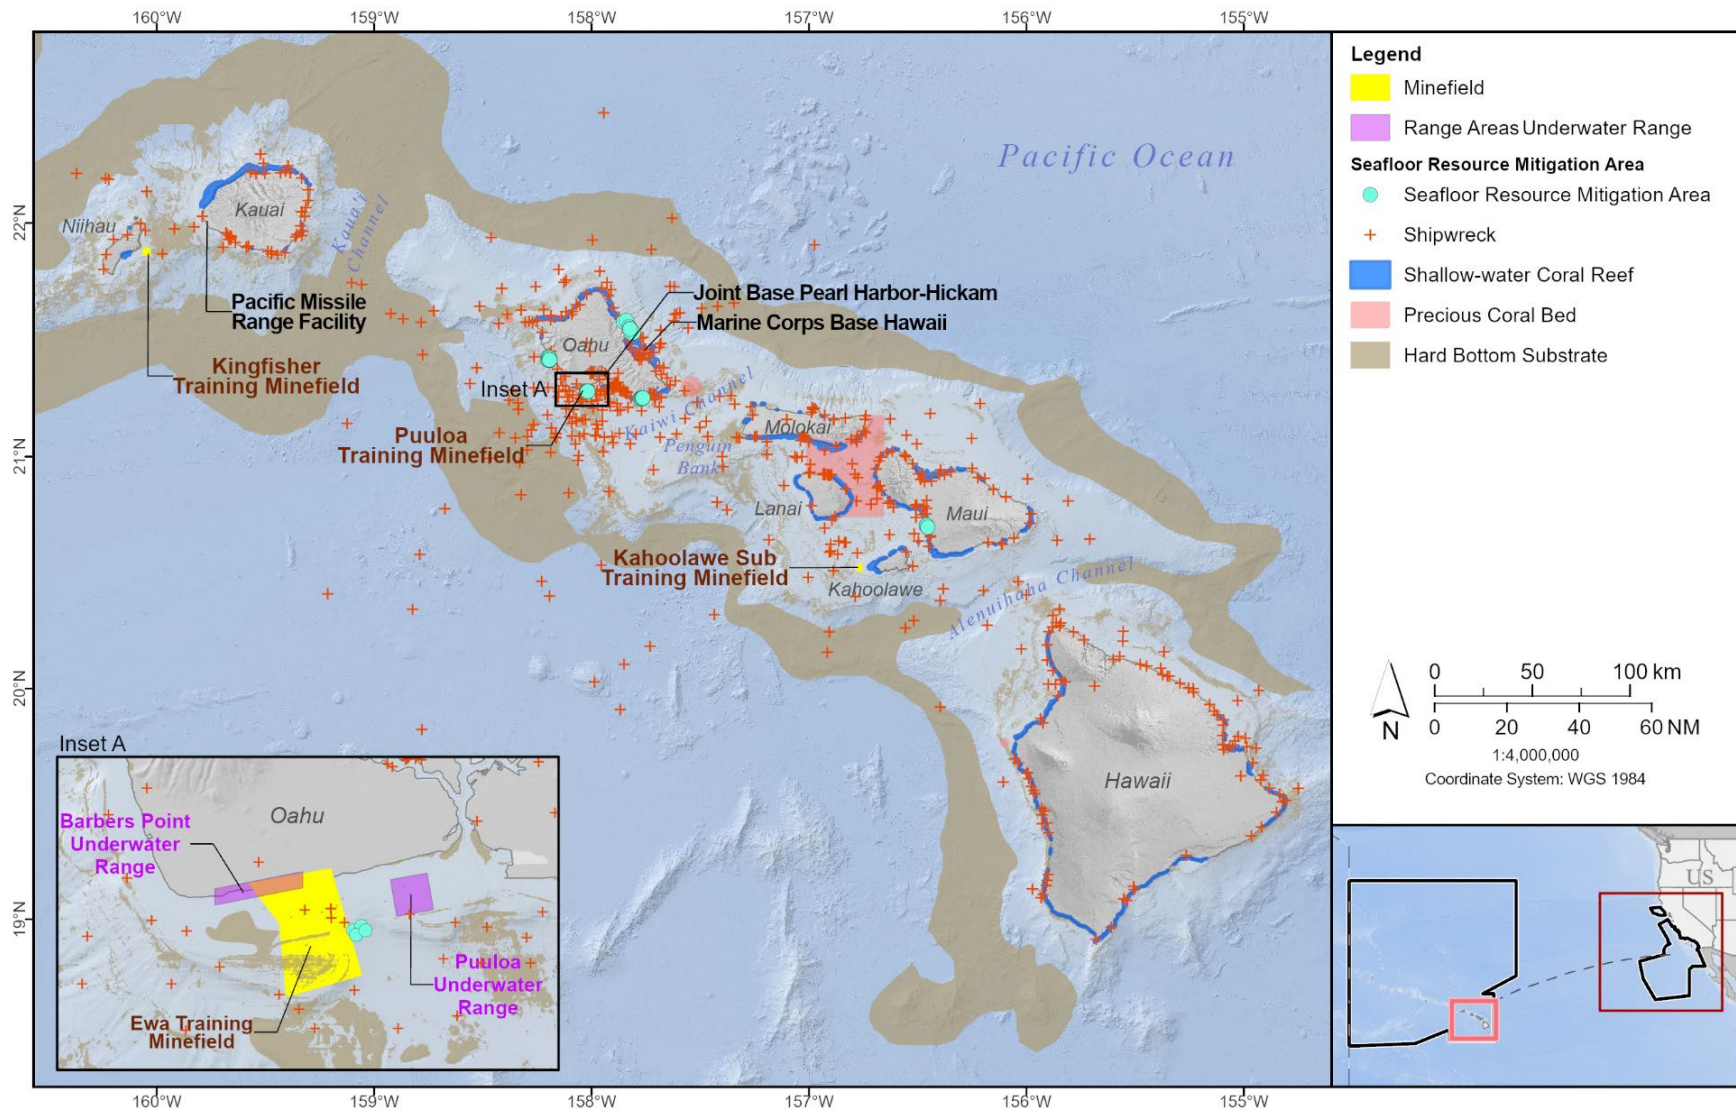 160°W
159°W
158°W
157°W
156°W
155°W
22°N
21°N
20°N
19°N
Pacific Ocean
Kauai
Niihau
Kaua'i
Channel
Pacific Missile
Range Facility
Kingfisher
Training Minefield
Joint Base Pearl Harbor-Hickam
Marine Corps Base Hawaii
Oahu
Inset A
Puuloa
Training Minefield
Kaiwi Channel
Penguin
Bank
Molokai
Lanai
Maui
Kahoolawe Sub
Training Minefield
Kahoolawe
Alenuihaha Channel
Hawaii
Inset A
Oahu
Barbers Point
Underwater
Range
Puuloa
Underwater
Range
Ewa Training
Minefield
160°W
159°W
158°W
157°W
156°W
155°W
Legend
Minefield
Range Areas Underwater Range
Seafloor Resource Mitigation Area
Seafloor Resource Mitigation Area
Shipwreck
Shallow-water Coral Reef
Precious Coral Bed
Hard Bottom Substrate
N
0 50 100 km
0 20 40 60 NM
1:4,000,000
Coordinate System: WGS 1984
US